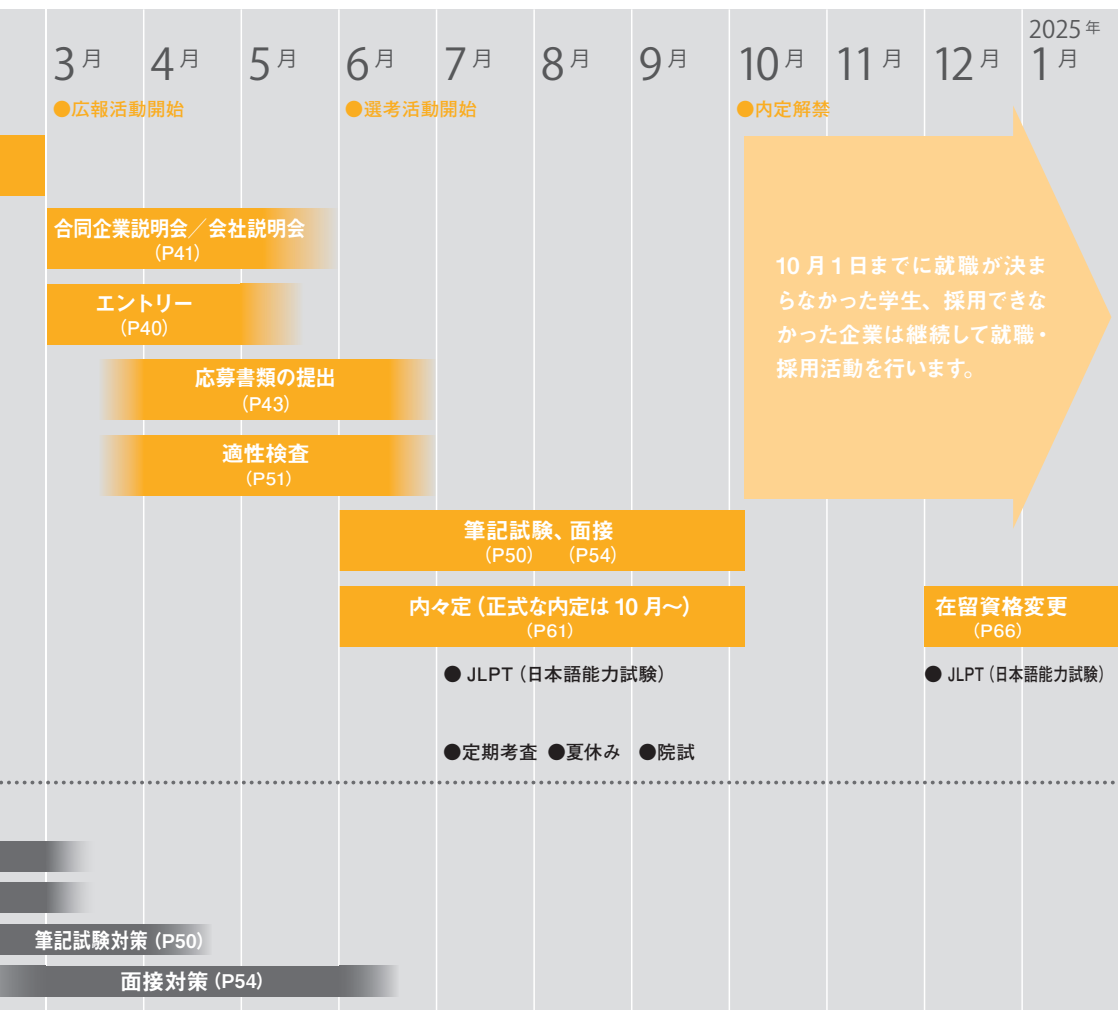 2025年
3月 4月 5月 6月 7月 8月 9月 10月 11月 12月 1月
●広報活動開始 ●選考活動開始 ●内定解禁
合同企業説明会／会社説明会
（P41）
エントリー
（P40）
応募書類の提出
（P43）
適性検査
（P51）
10月1日までに就職が決ま
らなかった学生、採用できな
かった企業は継続して就職・
採用活動を行います。
筆記試験、面接
（P50） （P54）
内々定（正式な内定は10月〜）
（P61）
在留資格変更
（P66）
●JLPT（日本語能力試験） ●JLPT（日本語能力試験）
●定期考査 ●夏休み ●院試
筆記試験対策（P50）
面接対策（P54）